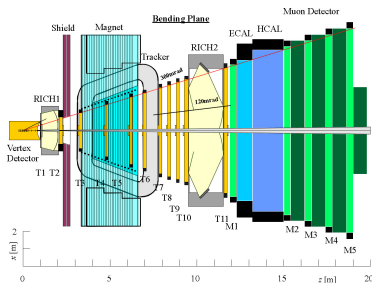 Bending Plane
Muon Detector
Shield
Magnet
ECAL
HCAL
RICH2
Tracker
300mrad
RICH1
120mrad
Vertex
Detector
T1
T2
T3
T4
T5
T6
T7
T8
T9
T10
T11
M1
M2
M3
M4
M5
x [m]
2
1
0
5
10
15
20
z [m]